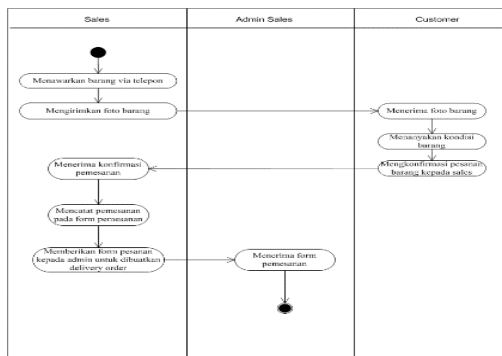 Sales
Admin Sales
Customer
Menawarkan barang via telepon
Mengirimkan foto barang
Menerima foto barang
Menanyakan kondisi
barang
Mengkonfirmasi pesanan
barang kepada sales
Menerima konfirmasi
pemesanan
Mencatat pemesanan
pada form pemesanan
Memberikan form pesanan
kepada admin untuk dibuatkan
delivery order
Menerima form
pemesanan